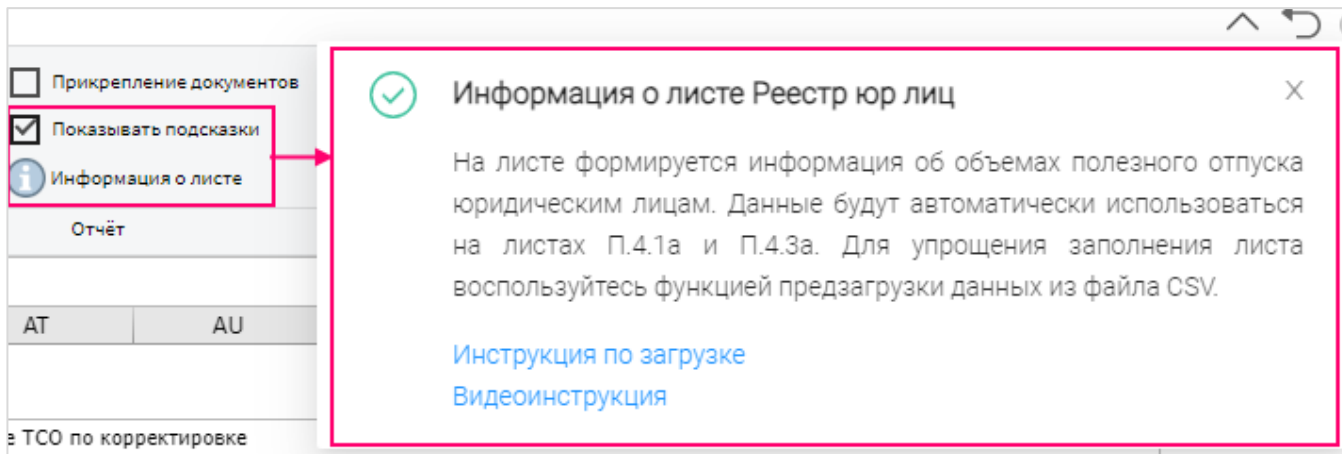 Прикрепление документов
Показывать подсказки
Информация о листе
Отчёт
AT AU
е ТСО по корректировке
Информация о листе Реестр юр лиц
На листе формируется информация об объемах полезного отпуска
юридическим лицам. Данные будут автоматически использоваться
на листах П.4.1а и П.4.3а. Для упрощения заполнения листа
воспользуйтесь функцией предзагрузки данных из файла CSV.
Инструкция по загрузке
Видеоинструкция